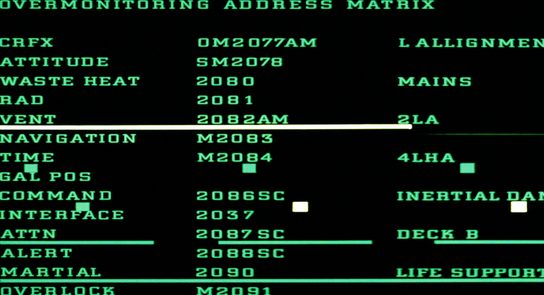 OVERMONITORING ADDRESS MATRIX
CRFX OM2077AM L ALLIGNMEN
ATTITUDE SM2078
WASTE HEAT 2080 MAINS
RAD 2081
VENT 2082AM 2LA
NAVIGATION M2083
TIME M2084 4LHA
GAL POS
COMMAND 2086SC INERTIAL DAN
INTERFACE 2037
ATTN 2087SC DECK B
ALERT 2088SC
MARTIAL 2090 LIFE SUPPORT
OVERLOCK M2091